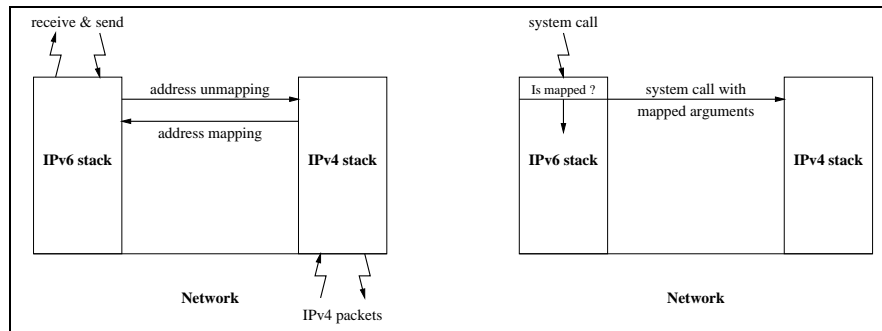 receive & send
address unmapping
address mapping
IPv6 stack
IPv4 stack
Network
IPv4 packets
system call
Is mapped ?
system call with
mapped arguments
IPv6 stack
IPv4 stack
Network